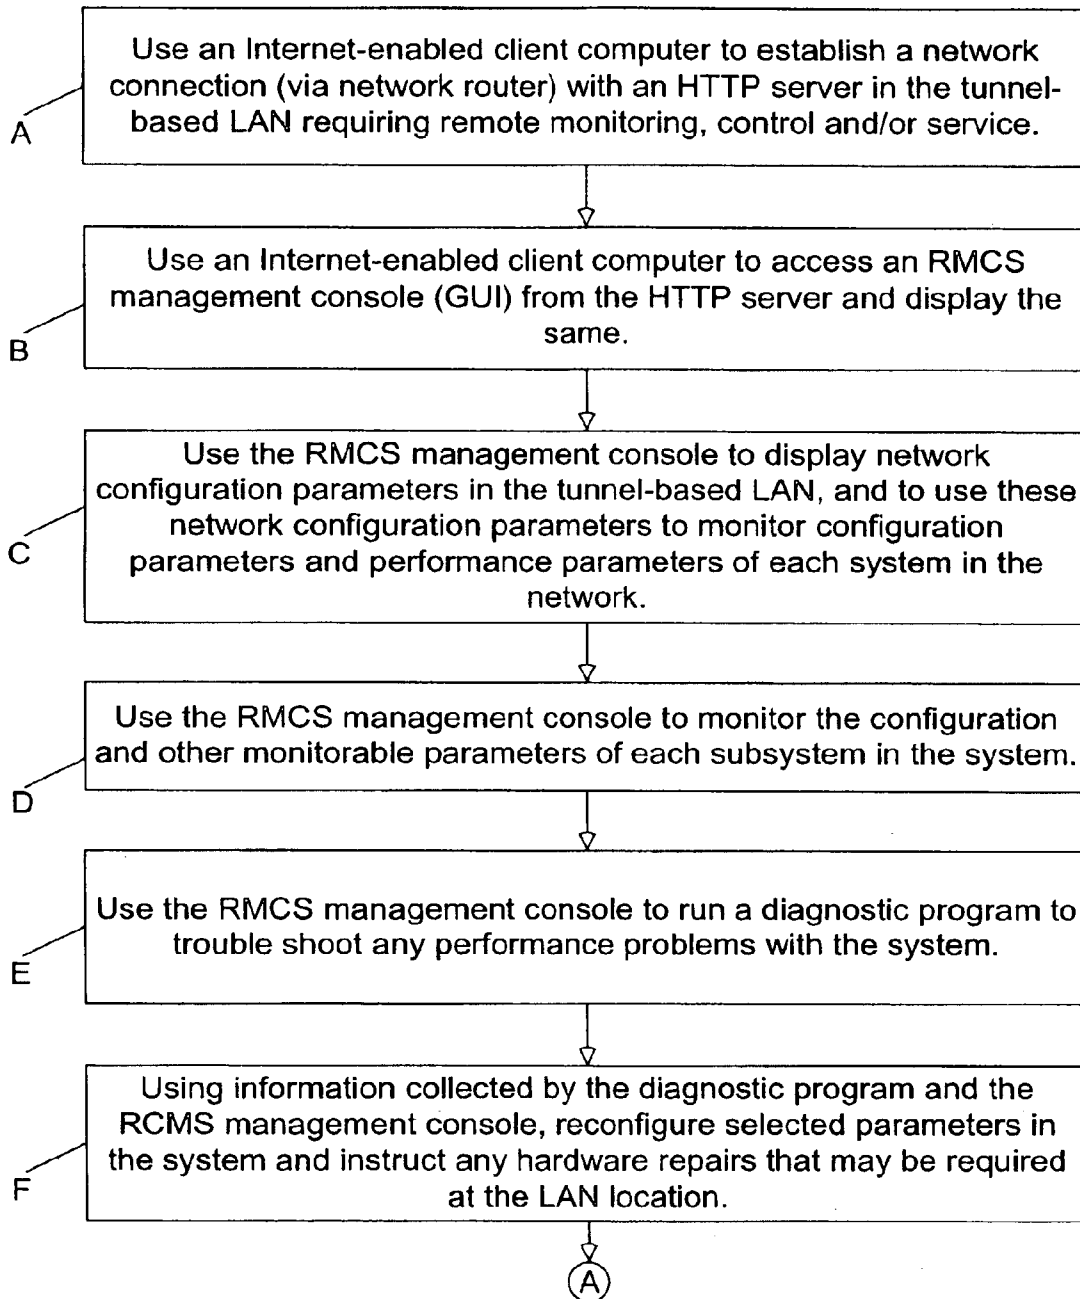 Use an Internet-enabled client computer to establish a network
connection (via network router) with an HTTP server in the tunnel-
based LAN requiring remote monitoring, control and/or service.
A
Use an Internet-enabled client computer to access an RMCS
management console (GUI) from the HTTP server and display the
same.
B
Use the RMCS management console to display network
configuration parameters in the tunnel-based LAN, and to use these
network configuration parameters to monitor configuration
parameters and performance parameters of each system in the
network.
C
Use the RMCS management console to monitor the configuration
and other monitorable parameters of each subsystem in the system.
D
Use the RMCS management console to run a diagnostic program to
trouble shoot any performance problems with the system.
E
Using information collected by the diagnostic program and the
RCMS management console, reconfigure selected parameters in
the system and instruct any hardware repairs that may be required
at the LAN location.
F
A